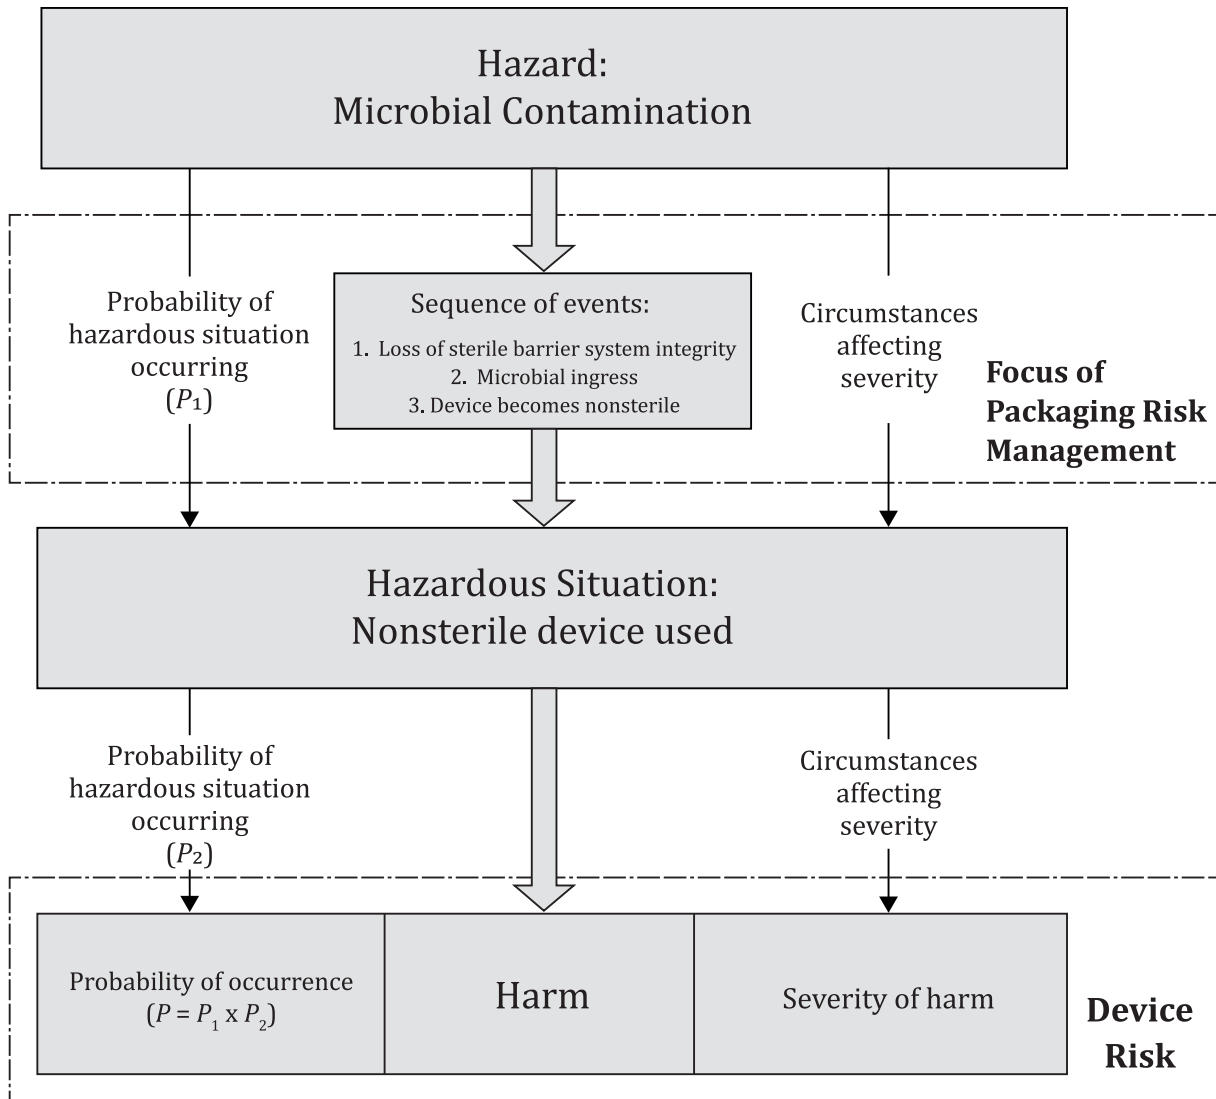 Hazard:
Microbial Contamination
Probability of
hazardous situation
occurring
(P₁)
Sequence of events:
1. Loss of sterile barrier system integrity
2. Microbial ingress
3. Device becomes nonsterile
Circumstances
affecting
severity
Focus of
Packaging Risk
Management
Hazardous Situation:
Nonsterile device used
Probability of
hazardous situation
occurring
(P₂)
Circumstances
affecting
severity
Probability of occurrence
(P = P₁ x P₂)
Harm
Severity of harm
Device
Risk